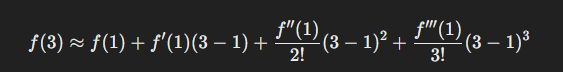 f(3) ≈ f(1) + f′(1)(3 − 1) + f″(1)/2! (3 − 1)² + f‴(1)/3! (3 − 1)³